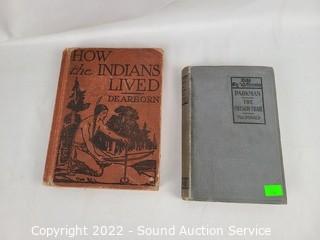 HOW
the INDIANS
LIVED
DEARBORN
PARKMAN
THE
OREGON TRAIL
Copyright 2022 - Sound Auction Service